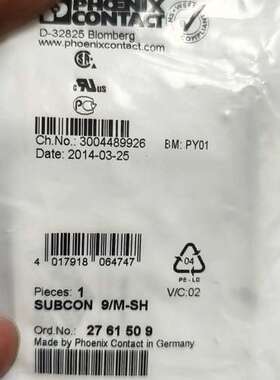 PHOENIX
CONTACT
D-32825 Blomberg
www.phoenixcontact.com
Ch.No.: 3004489926 BM: PY01
Date: 2014-03-25
4 017918 064747
04
PE-LD
Pieces: 1 V/C:02
SUBCON 9/M-SH
Ord.No.: 27 61 50 9
Made by Phoenix Contact in Germany